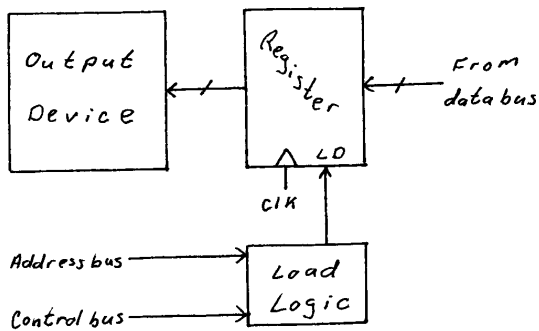 Output
Device
Register
LD
Clk
From
data bus
Address bus
Control bus
Load
Logic